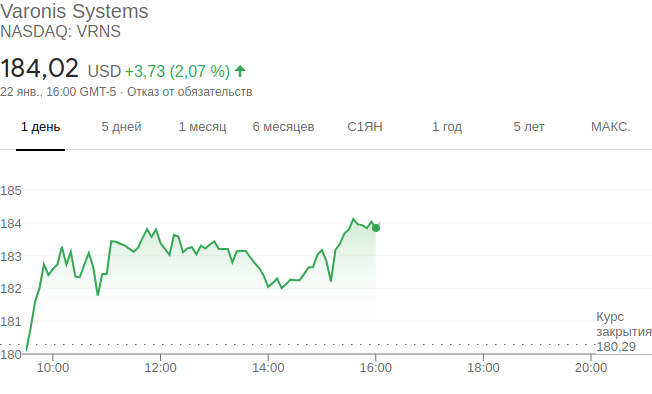 Varonis Systems
NASDAQ: VRNS
184,02 USD +3,73 (2,07 %)
22 янв., 16:00 GMT-5 · Отказ от обязательств
1 день 5 дней 1 месяц 6 месяцев С1ЯН 1 год 5 лет МАКС.
185
184
183
182
181
180
Курс
закрытия
180,29
10:00 12:00 14:00 16:00 18:00 20:00